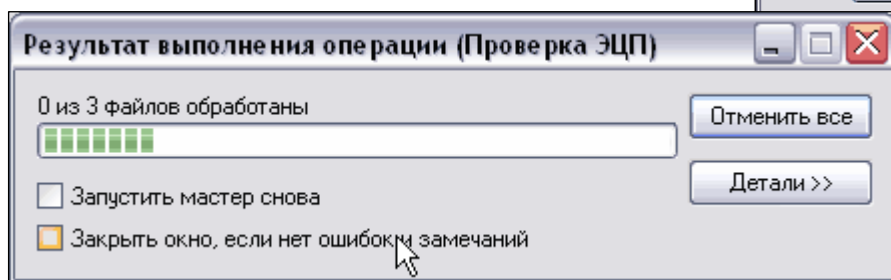 Результат выполнения операции (Проверка ЭЦП)
0 из 3 файлов обработаны
Отменить все
Детали >>
Запустить мастер снова
Закрыть окно, если нет ошибок и замечаний